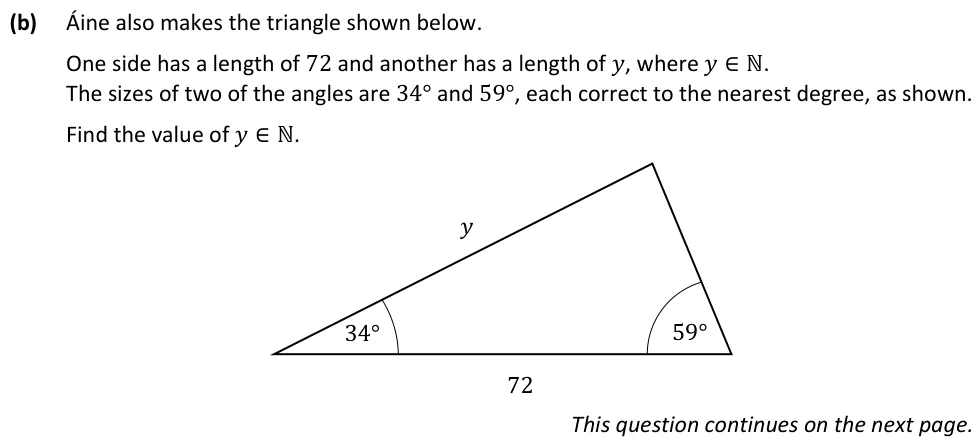 (b) Áine also makes the triangle shown below.
One side has a length of 72 and another has a length of y, where y ∈ ℕ.
The sizes of two of the angles are 34° and 59°, each correct to the nearest degree, as shown.
Find the value of y ∈ ℕ.
y
34°
59°
72
This question continues on the next page.